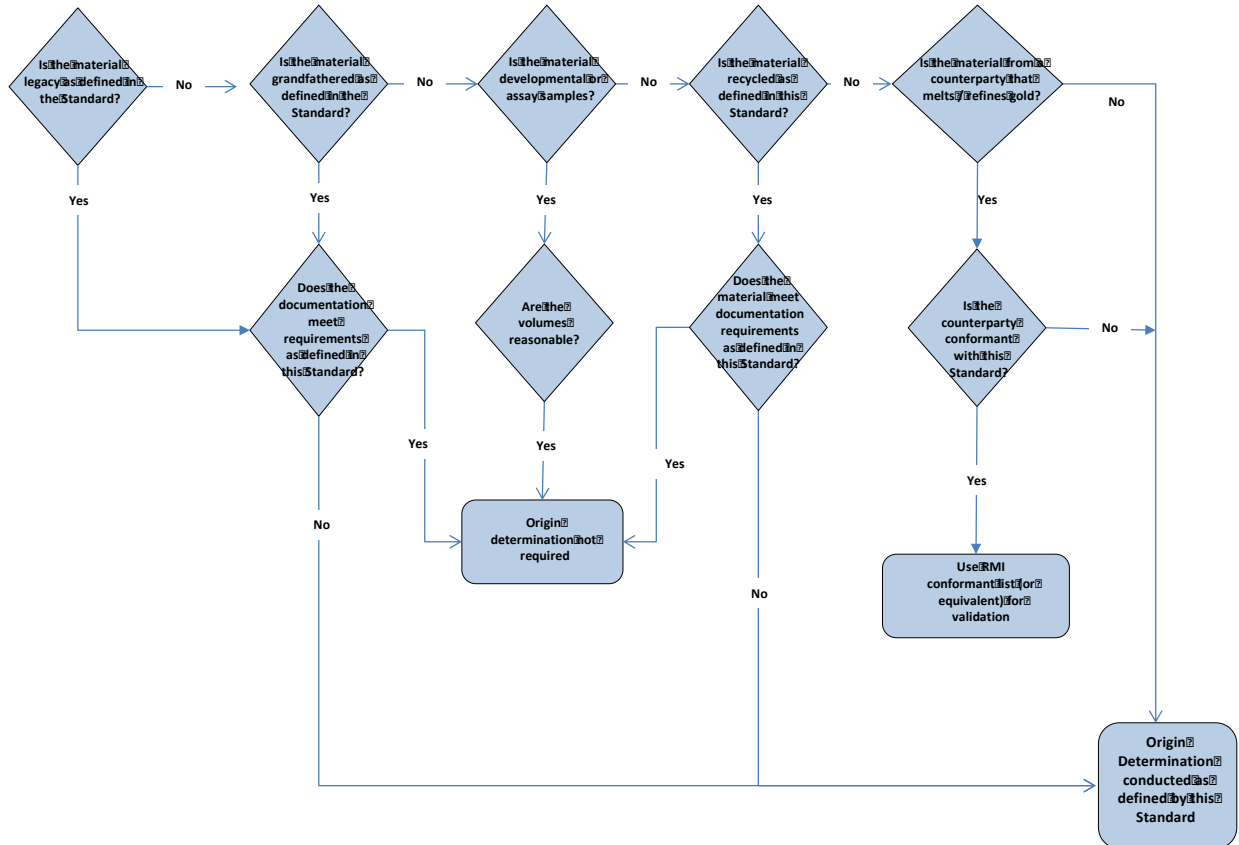 Is the material
legacy as defined in
the Standard?
No
Is the material
grandfathered as
defined in the
Standard?
No
Is the material
developmental or
assay samples?
No
Is the material
recycled as
defined in this
Standard?
No
Is the material from a
counterparty that
melts / refines gold?
No
Yes
Yes
Yes
Yes
Yes
Does the
documentation
meet
requirements
as defined in
this Standard?
Are the
volumes
reasonable?
Does the
material meet
documentation
requirements
as defined in
this Standard?
Is the
counterparty
conformant
with this
Standard?
No
Yes
Yes
Yes
Yes
No
Origin
determination not
required
No
Use RMI
conformant list (or
equivalent) for
validation
Origin
Determination
conducted as
defined by this
Standard